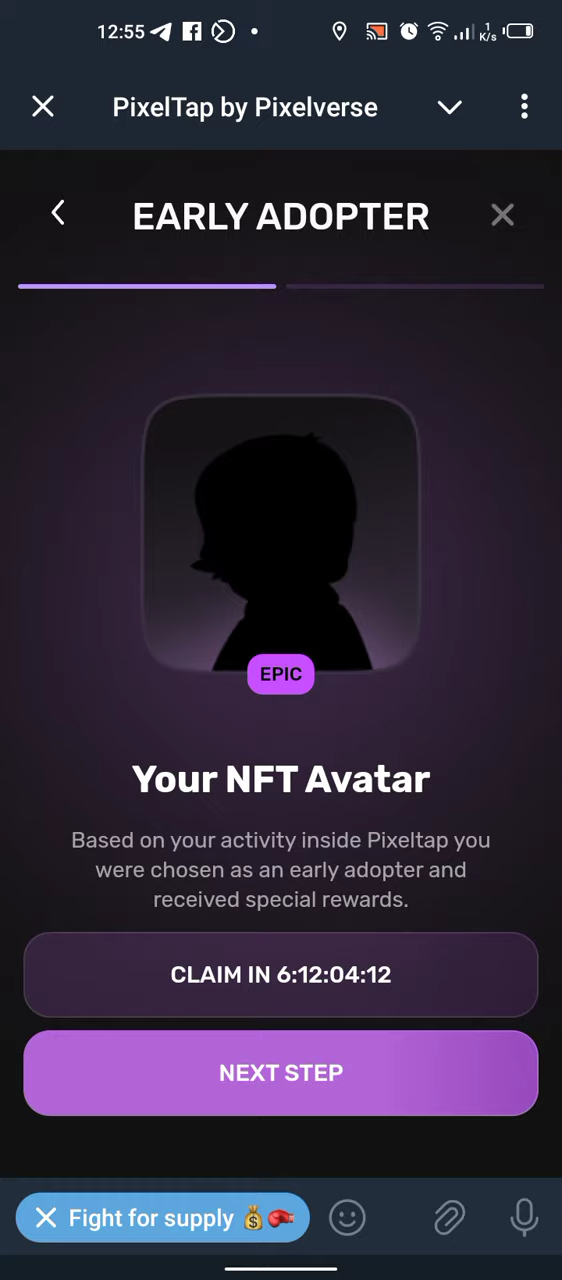 12:55
1
K/s
PixelTap by Pixelverse
EARLY ADOPTER
EPIC
Your NFT Avatar
Based on your activity inside Pixeltap you
were chosen as an early adopter and
received special rewards.
CLAIM IN 6:12:04:12
NEXT STEP
Fight for supply 💰🥊